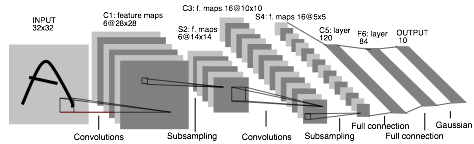 INPUT
32x32
C1: feature maps
6@28x28
C3: f. maps 16@10x10
S2: f. maps
6@14x14
S4: f. maps 16@5x5
C5: layer
120
F6: layer
84
OUTPUT
10
A
Convolutions
Subsampling
Convolutions
Subsampling
Full connection
Full connection
Gaussian